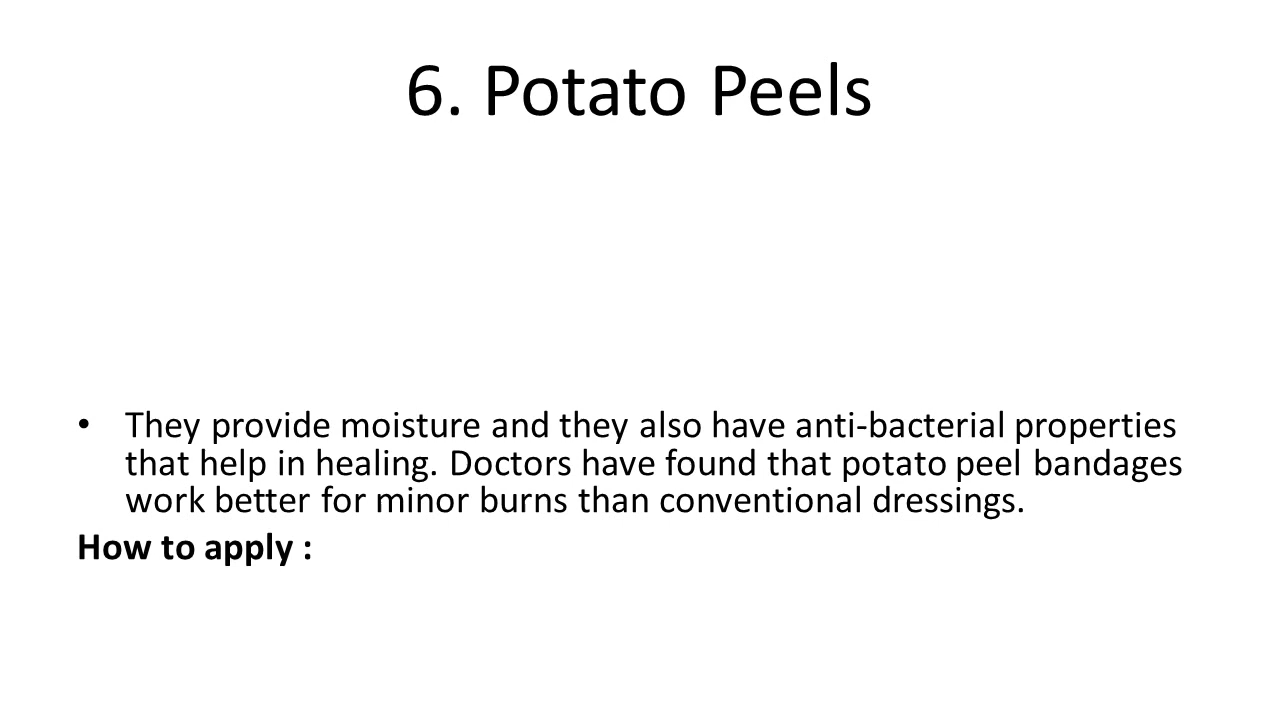 6. Potato Peels
• They provide moisture and they also have anti-bacterial properties
that help in healing. Doctors have found that potato peel bandages
work better for minor burns than conventional dressings.
How to apply :